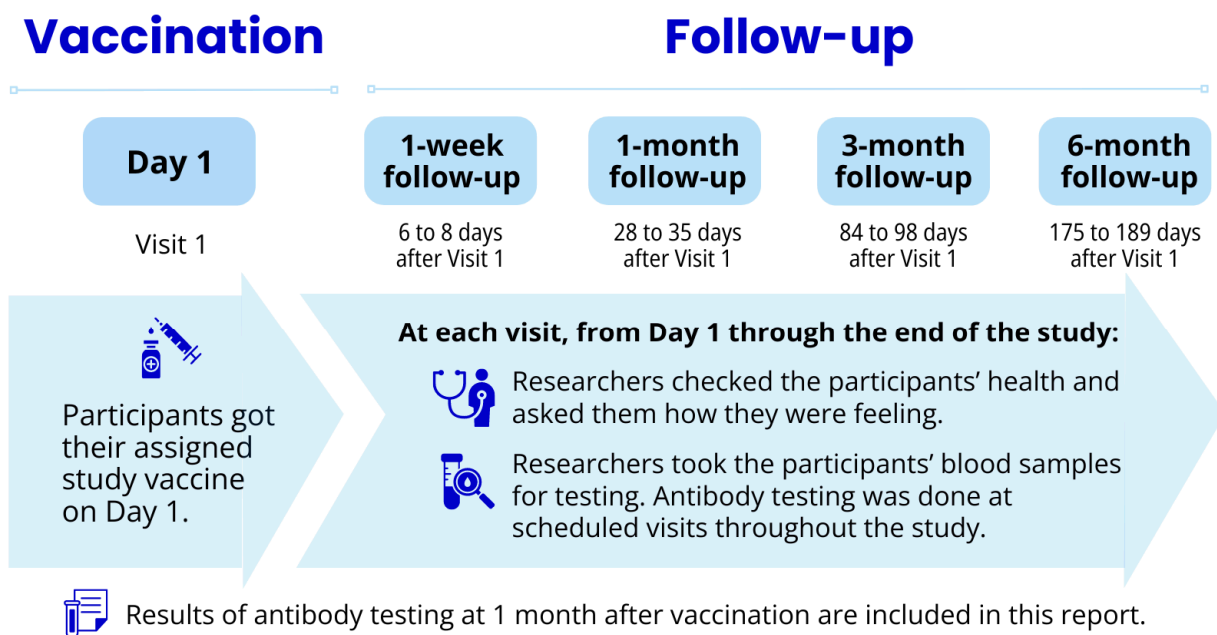 Vaccination
Follow-up
Day 1
1-week
follow-up
1-month
follow-up
3-month
follow-up
6-month
follow-up
Visit 1
6 to 8 days
after Visit 1
28 to 35 days
after Visit 1
84 to 98 days
after Visit 1
175 to 189 days
after Visit 1
Participants got
their assigned
study vaccine
on Day 1.
At each visit, from Day 1 through the end of the study:
Researchers checked the participants’ health and
asked them how they were feeling.
Researchers took the participants’ blood samples
for testing. Antibody testing was done at
scheduled visits throughout the study.
Results of antibody testing at 1 month after vaccination are included in this report.